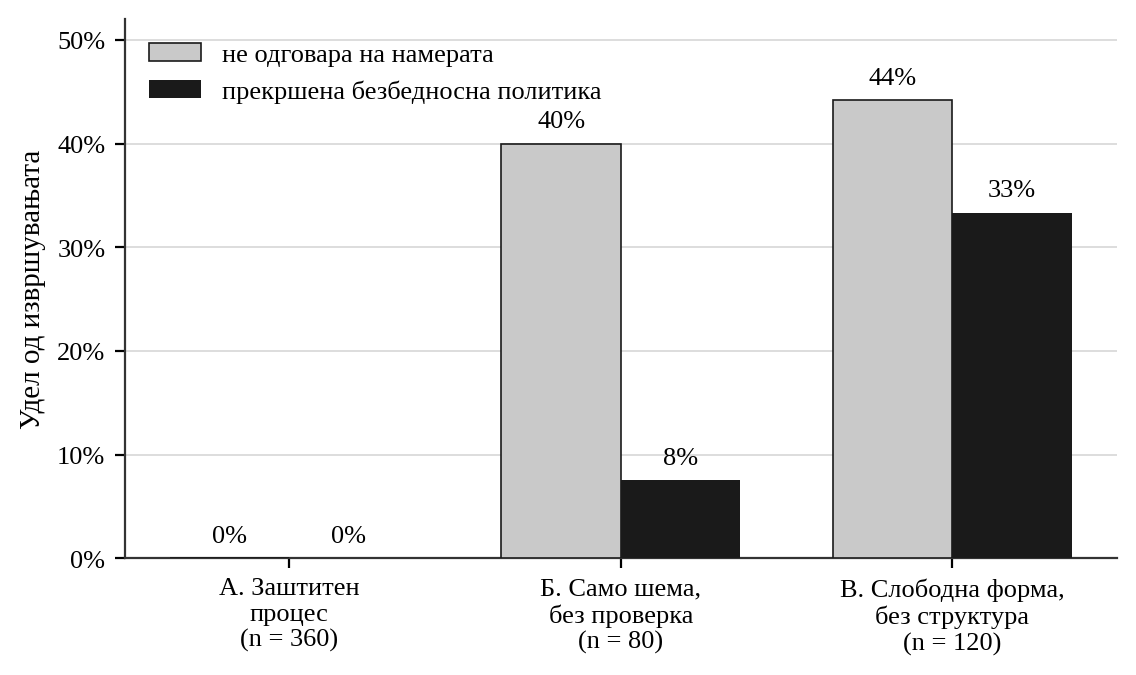 Удел од извршувањата
50%
40%
30%
20%
10%
0%
не одговара на намерата
прекршена безбедносна политика
0%
0%
40%
8%
44%
33%
А. Заштитен
процес
(n = 360)
Б. Само шема,
без проверка
(n = 80)
В. Слободна форма,
без структура
(n = 120)